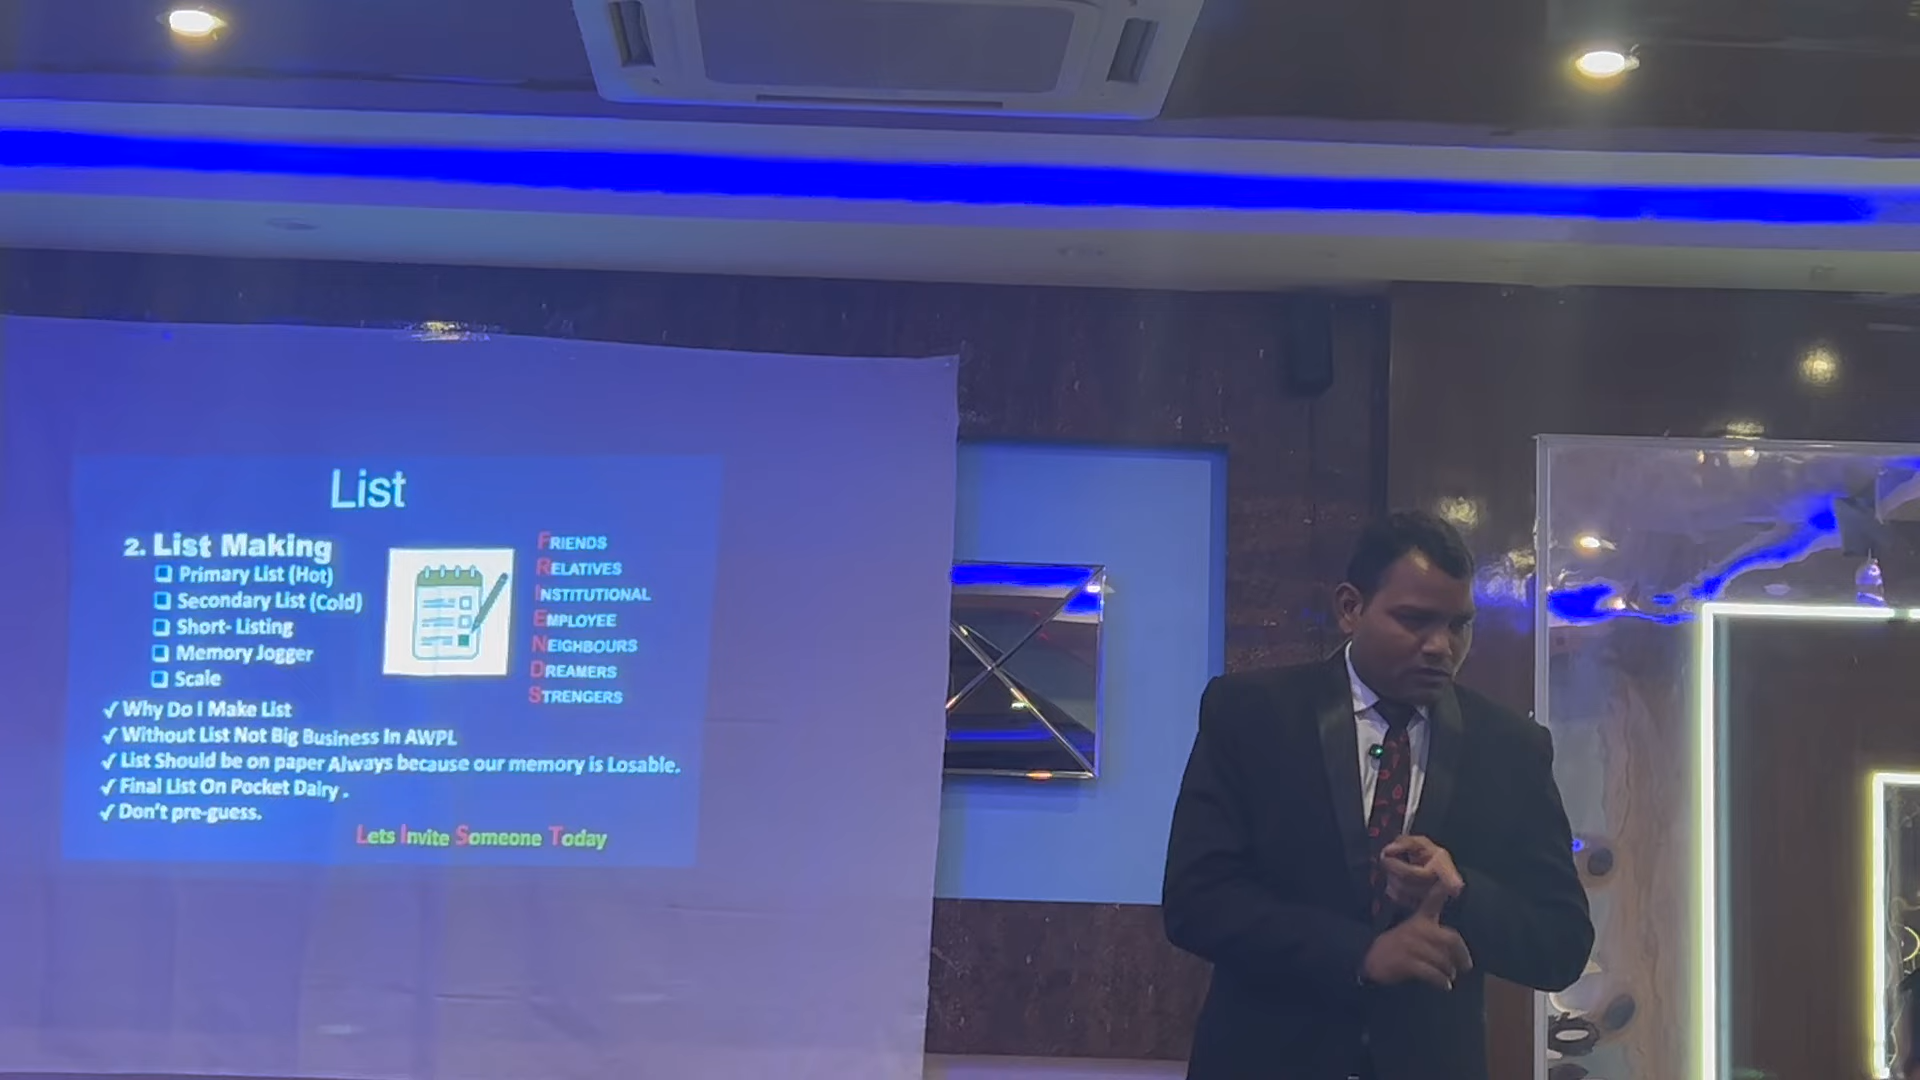 List
2. List Making
Primary List (Hot)
Secondary List (Cold)
Short- Listing
Memory Jogger
Scale
FRIENDS
RELATIVES
INSTITUTIONAL
EMPLOYEE
NEIGHBOURS
DREAMERS
STRENGERS
✓ Why Do I Make List
✓ Without List Not Big Business In AWPL
✓ List Should be on paper Always because our memory is Losable.
✓ Final List On Pocket Dairy .
✓ Don't pre-guess.
Lets Invite Someone Today